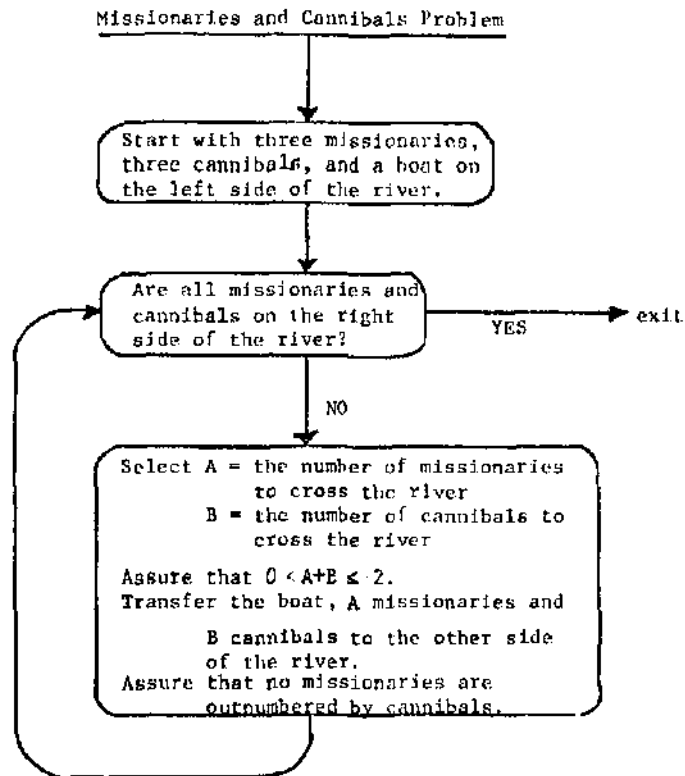 Missionaries and Cannibals Problem
Start with three missionaries,
three cannibals, and a boat on
the left side of the river.
Are all missionaries and
cannibals on the right
side of the river?
YES
exit
NO
Select A = the number of missionaries
to cross the river
B = the number of cannibals to
cross the river
Assure that 0 < A+B ≤ 2.
Transfer the boat, A missionaries and
B cannibals to the other side
of the river.
Assure that no missionaries are
outnumbered by cannibals.